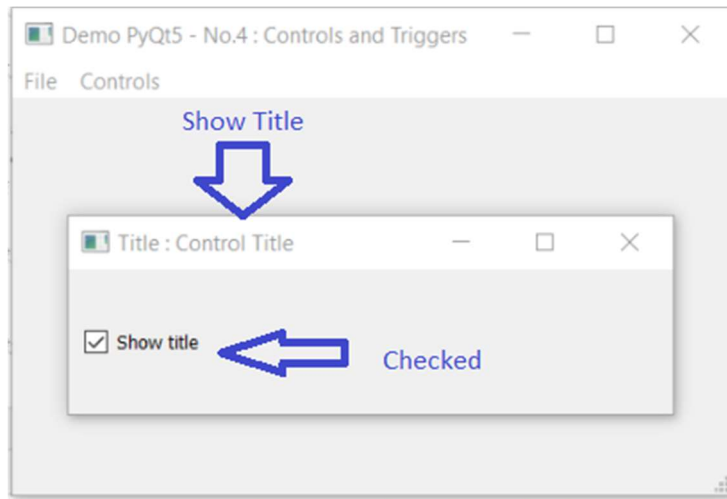 Demo PyQt5 - No.4 : Controls and Triggers
File Controls
Show Title
Title : Control Title
Show title
Checked